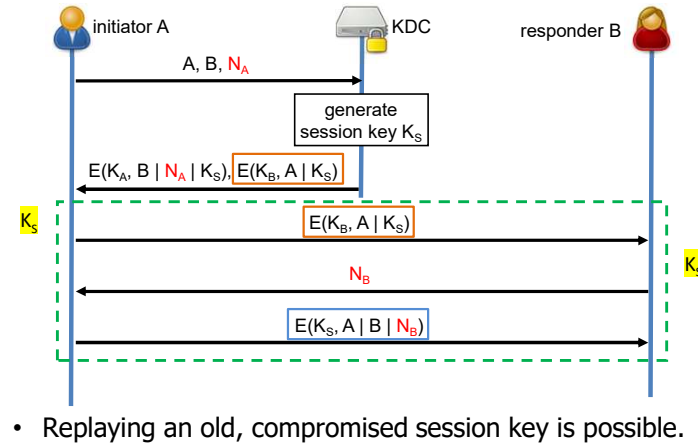 initiator A
KDC
responder B
A, B, N_A
generate
session key K_S
E(K_A, B | N_A | K_S), E(K_B, A | K_S)
K_s
E(K_B, A | K_S)
K_s
N_B
E(K_S, A | B | N_B)
• Replaying an old, compromised session key is possible.